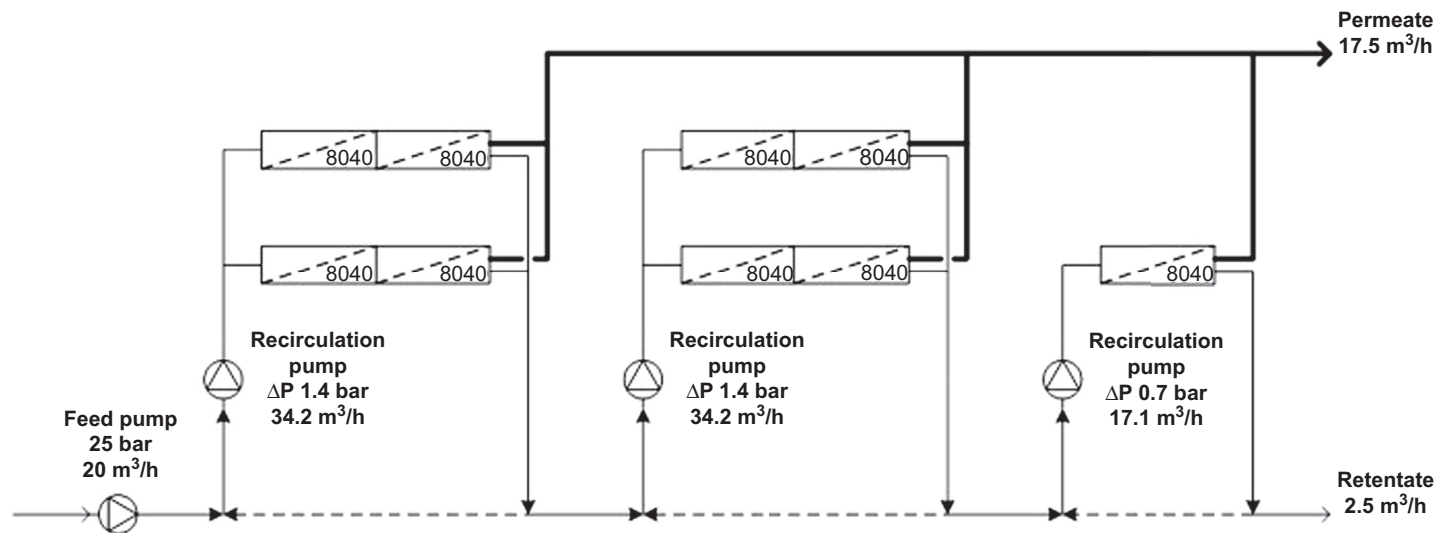 Permeate
17.5 m³/h
8040 8040
8040 8040
8040 8040
8040 8040
8040
Recirculation
pump
ΔP 1.4 bar
34.2 m³/h
Recirculation
pump
ΔP 1.4 bar
34.2 m³/h
Recirculation
pump
ΔP 0.7 bar
17.1 m³/h
Feed pump
25 bar
20 m³/h
Retentate
2.5 m³/h